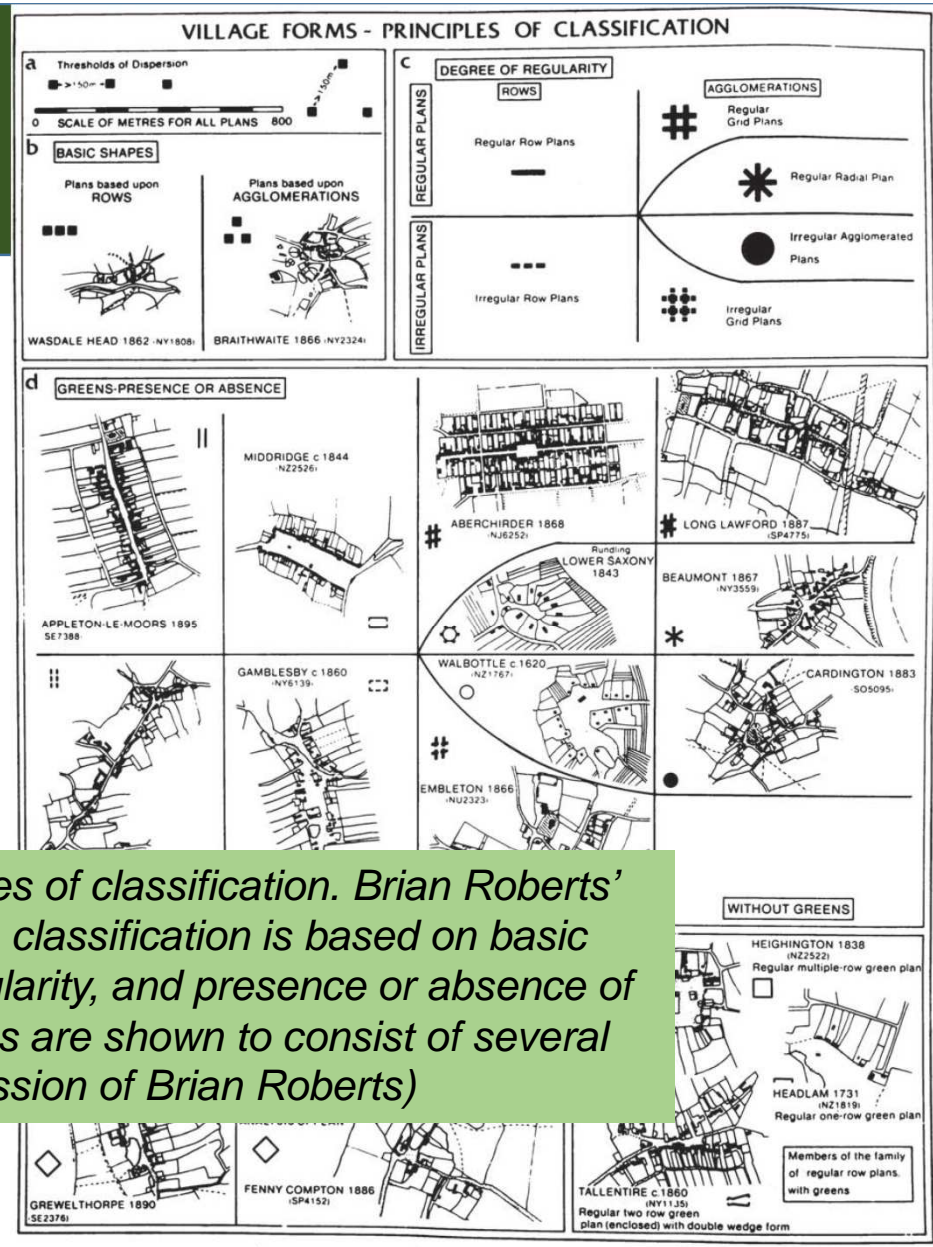 VILLAGE FORMS - PRINCIPLES OF CLASSIFICATION
a Thresholds of Dispersion
>150m
>150m
0 SCALE OF METRES FOR ALL PLANS 800
b BASIC SHAPES
Plans based upon
ROWS
Plans based upon
AGGLOMERATIONS
WASDALE HEAD 1862 (NY1808)
BRAITHWAITE 1866 (NY2324)
c DEGREE OF REGULARITY
ROWS
AGGLOMERATIONS
REGULAR PLANS
Regular Row Plans
Regular
Grid Plans
Regular Radial Plan
IRREGULAR PLANS
Irregular Row Plans
Irregular Agglomerated
Plans
Irregular
Grid Plans
d GREENS-PRESENCE OR ABSENCE
APPLETON-LE-MOORS 1895
SE7388
MIDDRIDGE c 1844
(NZ2526)
ABERCHIRDER 1868
(NJ6252)
LONG LAWFORD 1887
(SP4775)
Rundling
LOWER SAXONY
1843
BEAUMONT 1867
(NY3559)
GAMBLESBY c 1860
(NY6139)
WALBOTTLE c.1620
(NZ1767)
CARDINGTON 1883
SO5095)
EMBLETON 1866
(NU2323)
WITHOUT GREENS
es of classification. Brian Roberts’
classification is based on basic
ularity, and presence or absence of
s are shown to consist of several
ssion of Brian Roberts)
HEIGHINGTON 1838
(NZ2522)
Regular multiple-row green plan
HEADLAM 1731
(NZ1819)
Regular one-row green plan
GREWELTHORPE 1890
SE2376)
FENNY COMPTON 1886
(SP4152)
TALLENTIRE c.1860
(NY1135)
Regular two row green
plan (enclosed) with double wedge form
Members of the family
of regular row plans.
with greens